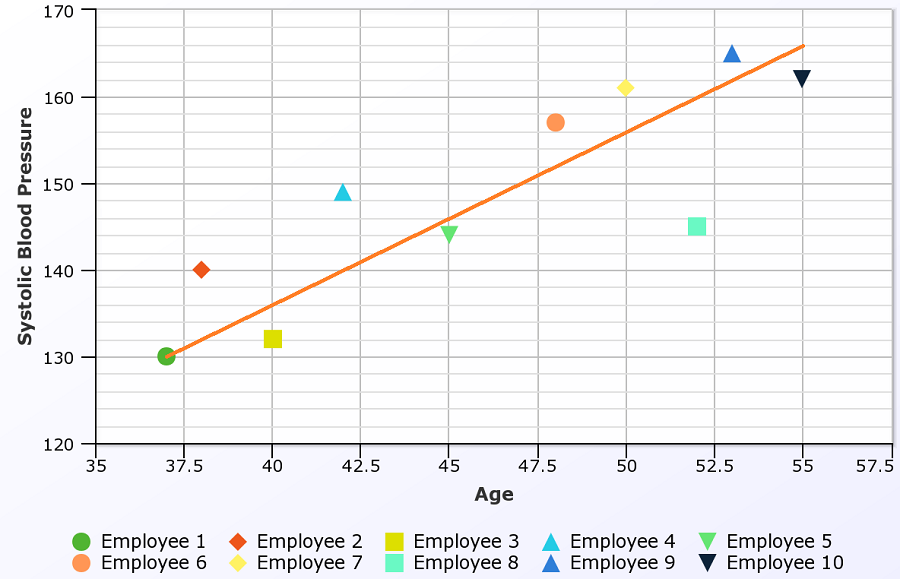 170
160
150
140
130
120
Systolic Blood Pressure
35 37.5 40 42.5 45 47.5 50 52.5 55 57.5
Age
Employee 1 Employee 2 Employee 3 Employee 4 Employee 5
Employee 6 Employee 7 Employee 8 Employee 9 Employee 10